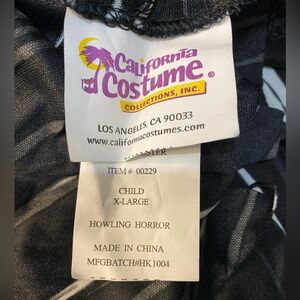 California
Costume®
COLLECTIONS, INC.
LOS ANGELES, CA 90033
www.californiacostumes.com
ITEM # 00229
CHILD
X-LARGE
HOWLING HORROR
MADE IN CHINA
MFGBATCH#HK1004